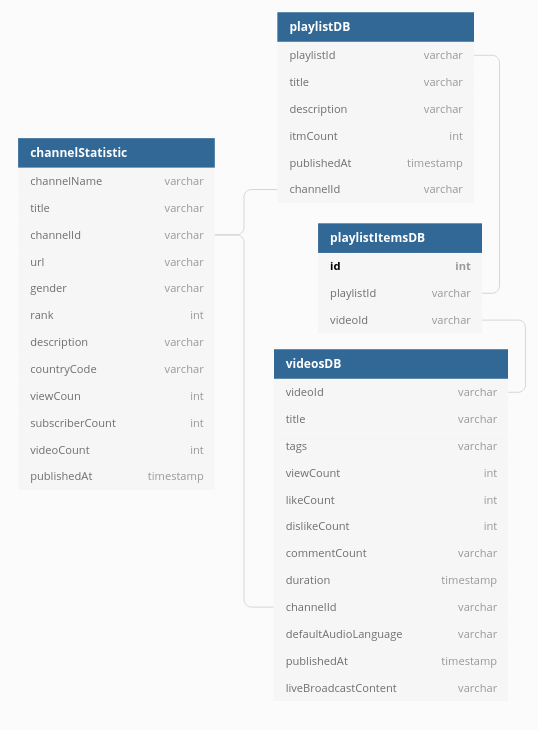 playlistDB
playlistId varchar
title varchar
description varchar
itmCount int
publishedAt timestamp
channelId varchar
channelStatistic
channelName varchar
title varchar
channelId varchar
url varchar
gender varchar
rank int
description varchar
countryCode varchar
viewCoun int
subscriberCount int
videoCount int
publishedAt timestamp
playlistItemsDB
id int
playlistId varchar
videoId varchar
videosDB
videoId varchar
title varchar
tags varchar
viewCount int
likeCount int
dislikeCount int
commentCount varchar
duration timestamp
channelId varchar
defaultAudioLanguage varchar
publishedAt timestamp
liveBroadcastContent varchar